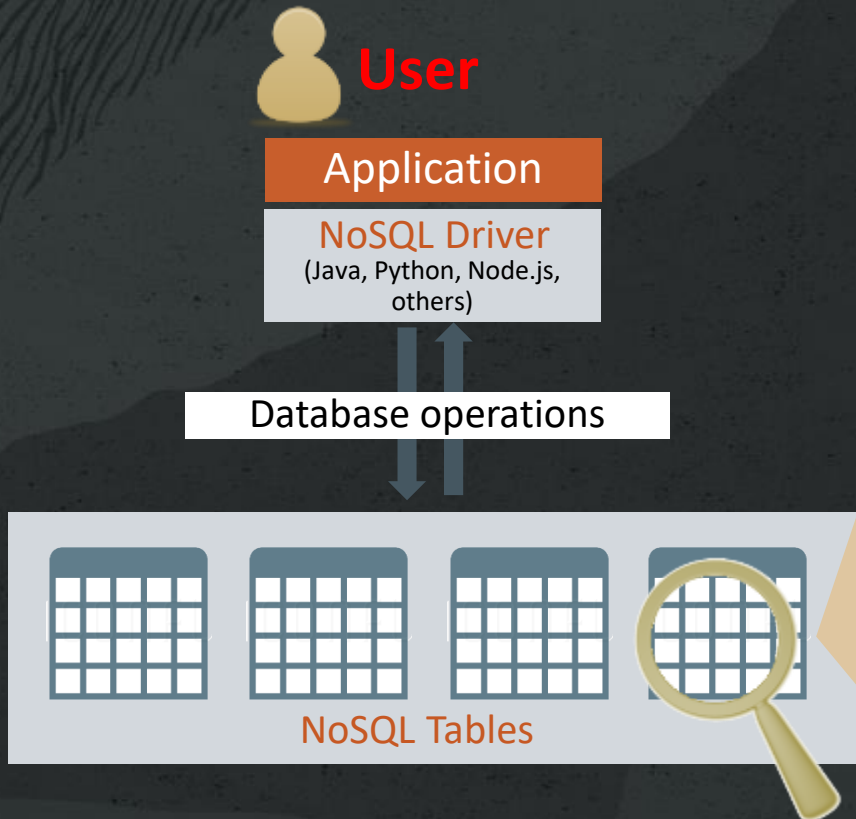 User
Application
NoSQL Driver
(Java, Python, Node.js,
others)
Database operations
NoSQL Tables